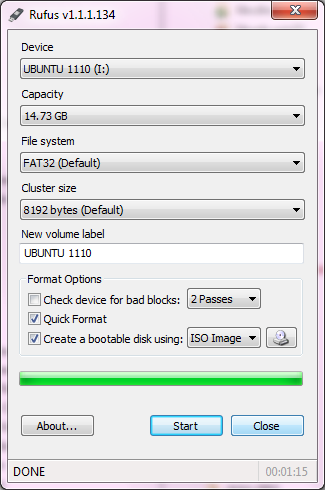 Rufus v1.1.1.134
Device
UBUNTU 1110 (I:)
Capacity
14.73 GB
File system
FAT32 (Default)
Cluster size
8192 bytes (Default)
New volume label
UBUNTU 1110
Format Options
Check device for bad blocks: 2 Passes
Quick Format
Create a bootable disk using: ISO Image
About... Start Close
DONE 00:01:15